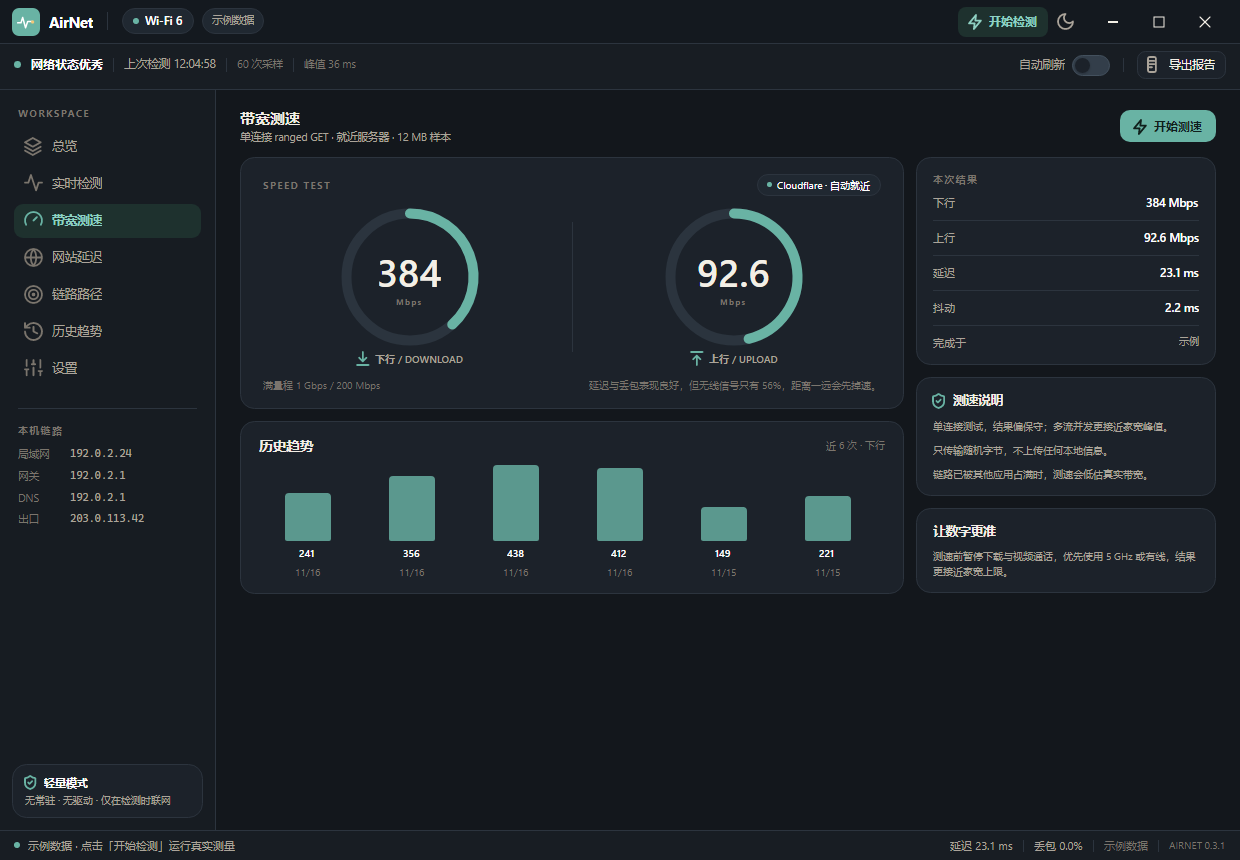 AirNet
Wi-Fi 6
示例数据
开始检测
网络状态优秀
上次检测 12:04:58
60 次采样
峰值 36 ms
自动刷新
导出报告
WORKSPACE
总览
实时检测
带宽测速
网站延迟
链路路径
历史趋势
设置
本机链路
局域网 192.0.2.24
网关 192.0.2.1
DNS 192.0.2.1
出口 203.0.113.42
轻量模式
无常驻 · 无驱动 · 仅在检测时联网
带宽测速
单连接 ranged GET · 就近服务器 · 12 MB 样本
开始测速
SPEED TEST
Cloudflare · 自动就近
384
Mbps
下行 / DOWNLOAD
92.6
Mbps
上行 / UPLOAD
满量程 1 Gbps / 200 Mbps
延迟与丢包表现良好，但无线信号只有 56%，距离一远会先掉速。
历史趋势
近 6 次 · 下行
241 356 438 412 149 221
11/16 11/16 11/16 11/16 11/15 11/15
本次结果
下行 384 Mbps
上行 92.6 Mbps
延迟 23.1 ms
抖动 2.2 ms
完成于 示例
测速说明
单连接测试，结果偏保守；多流并发更接近家宽峰值。
只传输随机字节，不上传任何本地信息。
链路已被其他应用占满时，测速会低估真实带宽。
让数字更准
测速前暂停下载与视频通话，优先使用 5 GHz 或有线，结果
更接近家宽上限。
示例数据 · 点击「开始检测」运行真实测量
延迟 23.1 ms
丢包 0.0%
示例数据
AIRNET 0.3.1